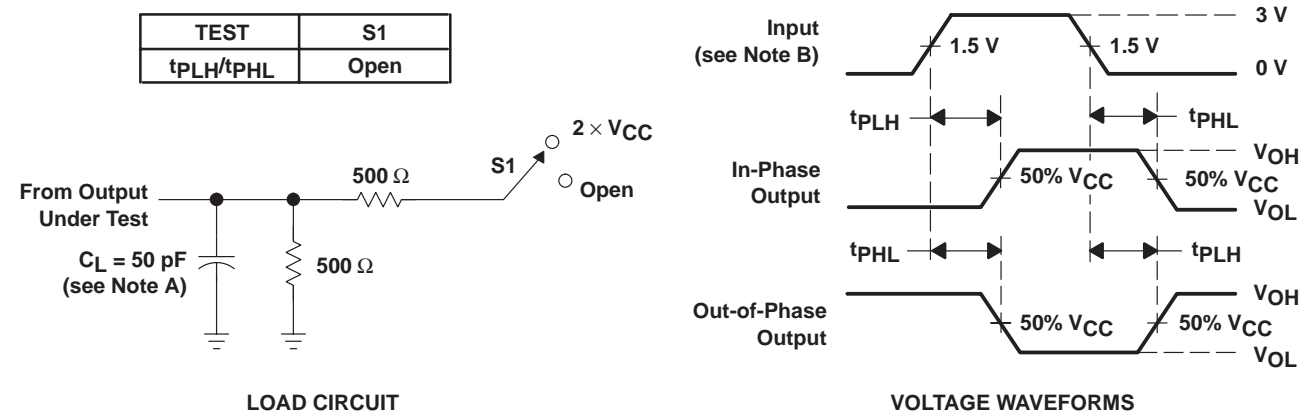 TEST S1
tPLH/tPHL Open
2 × VCC
S1
Open
500 Ω
From Output
Under Test
CL = 50 pF
(see Note A)
500 Ω
LOAD CIRCUIT
Input
(see Note B)
1.5 V
1.5 V
3 V
0 V
tPLH
tPHL
In-Phase
Output
50% VCC
50% VCC
VOH
VOL
tPHL
tPLH
Out-of-Phase
Output
50% VCC
50% VCC
VOH
VOL
VOLTAGE WAVEFORMS